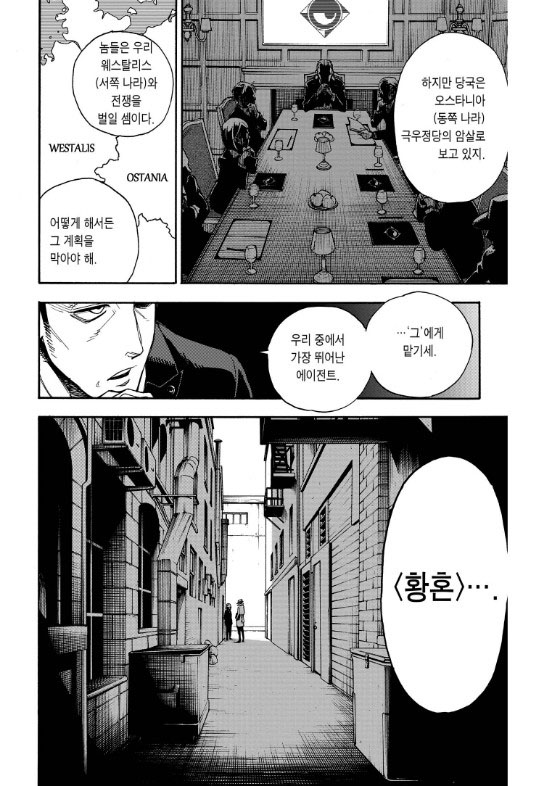 하지만 당국은
오스타니아
(동쪽 나라)
극우정당의 암살로
보고 있지.
놈들은 우리
웨스탈리스
(서쪽 나라)와
전쟁을
벌일 셈이다.
WESTALIS
OSTANIA
어떻게 해서든
그 계획을
막아야 해.
…‘그’에게
맡기세.
우리 중에서
가장 뛰어난
에이전트.
〈황혼〉….